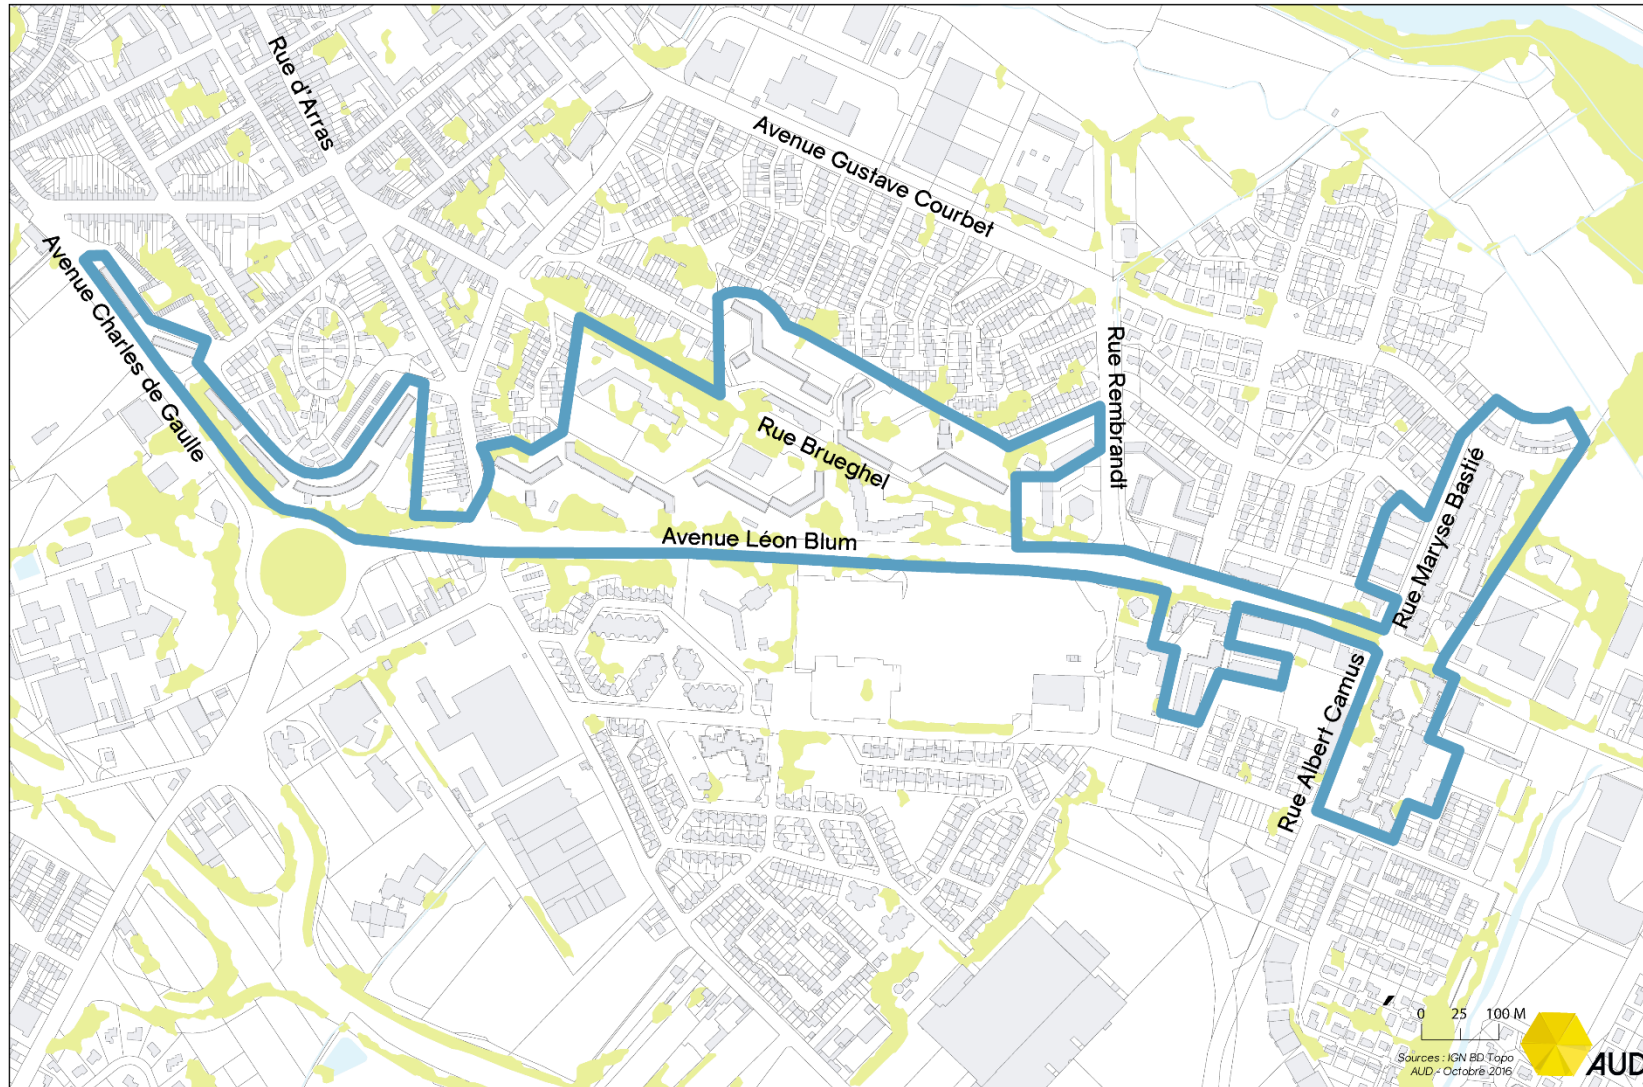 Rue d'Arras
Avenue Gustave Courbet
Avenue Charles de Gaulle
Rue Rembrandt
Rue Brueghel
Rue Maryse Bastié
Avenue Léon Blum
Rue Albert Camus
0 25 100 M
Sources : IGN BD Topo
AUD - Octobre 2016
AUD